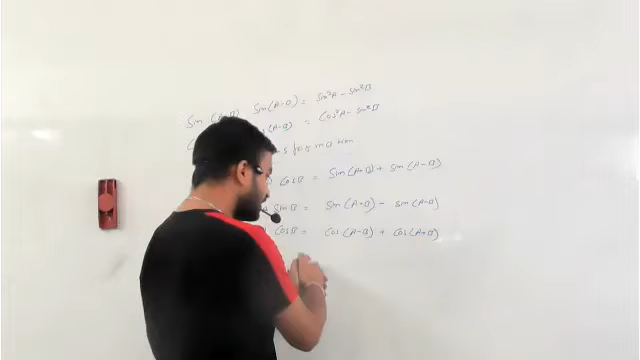 Sin (A+B) Sin(A-B) = Sin²A - Sin²B
(A-B) = Cos²A - Sin²B
formation
CosB = Sin(A+B) + Sin(A-B)
SinB = Sin(A+B) - Sin(A-B)
CosB = Cos(A-B) + Cos(A+B)